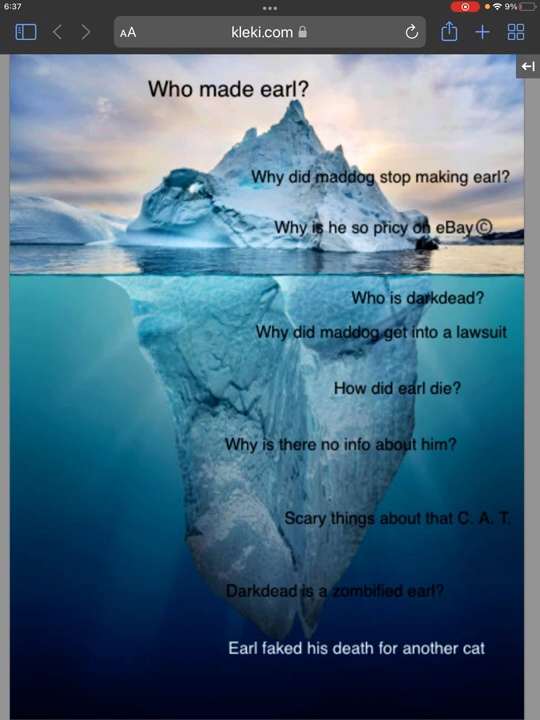 6:37
9%
AA
kleki.com
Who made earl?
Why did maddog stop making earl?
Why is he so pricy on eBay©
Who is darkdead?
Why did maddog get into a lawsuit
How did earl die?
Why is there no info about him?
Scary things about that C. A. T.
Darkdead is a zombified earl?
Earl faked his death for another cat